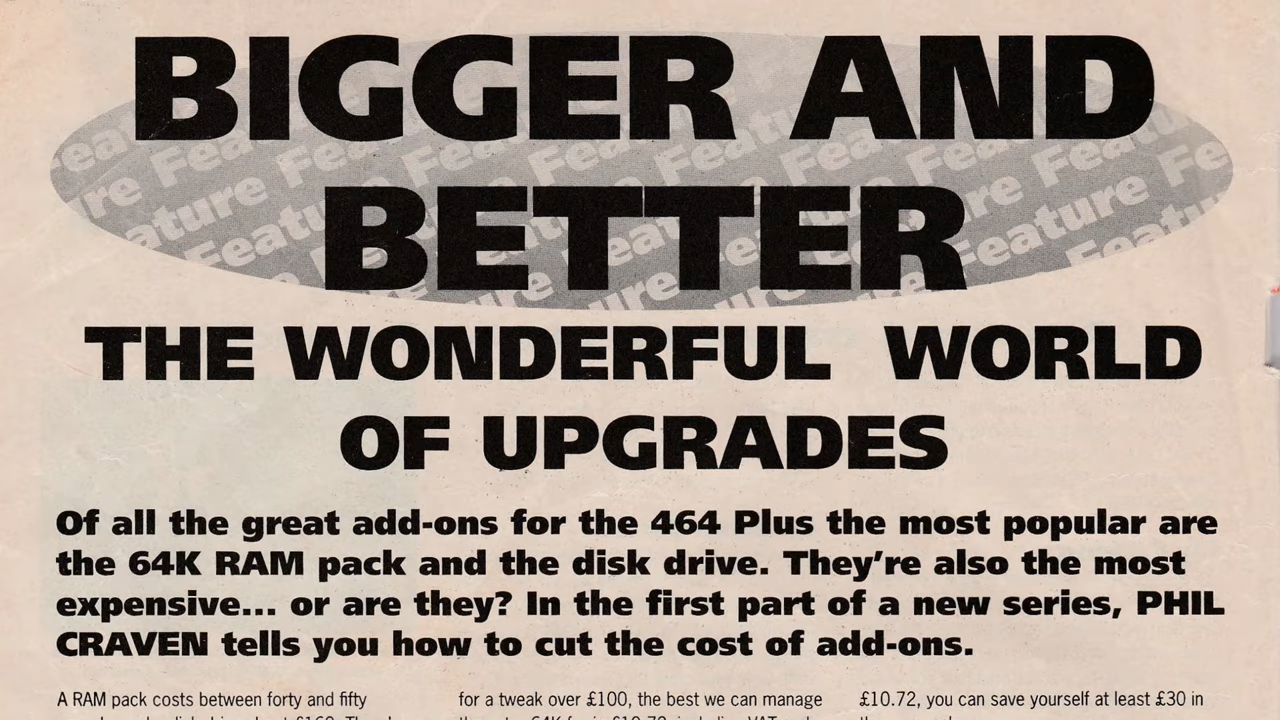 BIGGER AND
BETTER
THE WONDERFUL WORLD
OF UPGRADES
Of all the great add-ons for the 464 Plus the most popular are
the 64K RAM pack and the disk drive. They're also the most
expensive... or are they? In the first part of a new series, PHIL
CRAVEN tells you how to cut the cost of add-ons.
A RAM pack costs between forty and fifty
for a tweak over £100, the best we can manage
£10.72, you can save yourself at least £30 in